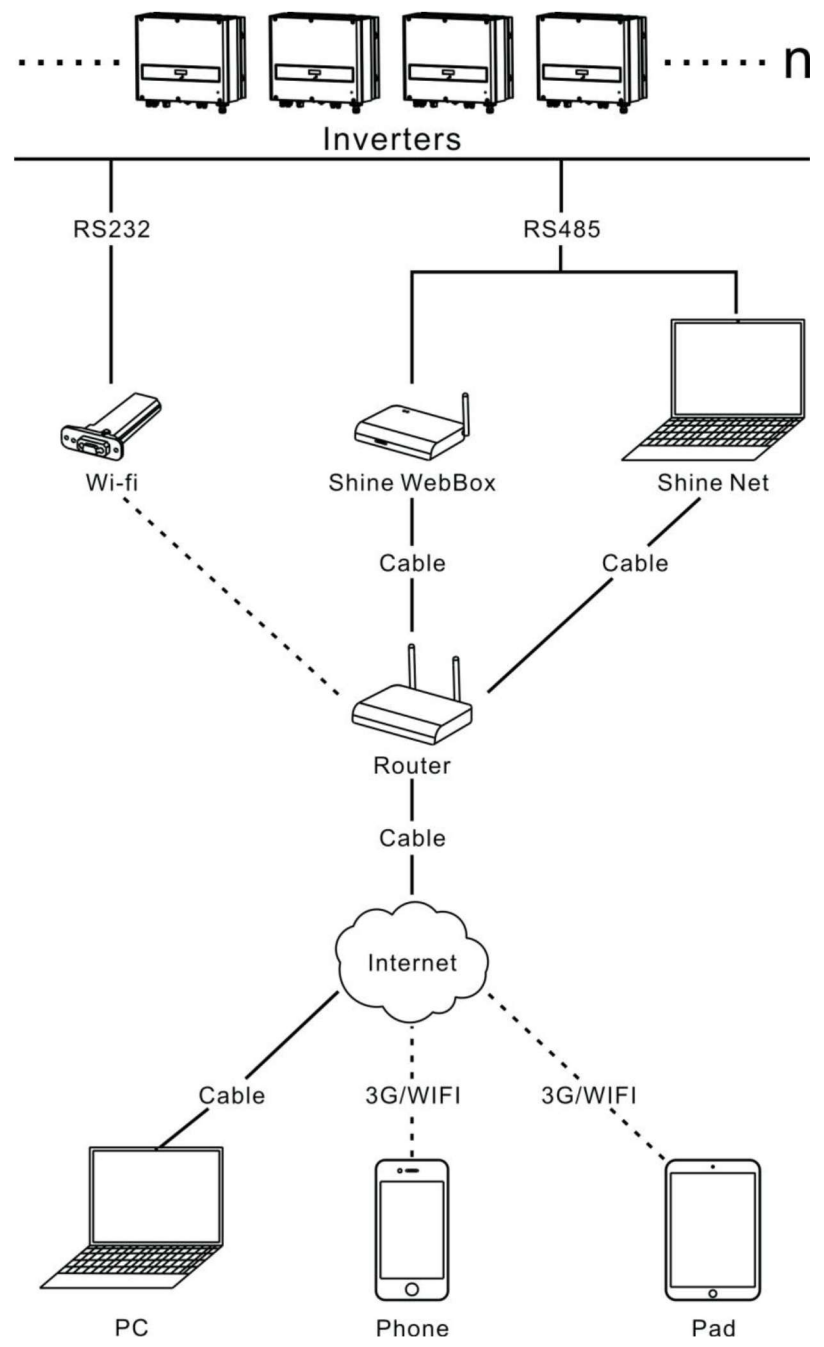 ...... ...... n
Inverters
RS232 RS485
Wi-fi Shine WebBox Shine Net
Cable Cable
Router
Cable
Internet
Cable 3G/WIFI 3G/WIFI
PC Phone Pad